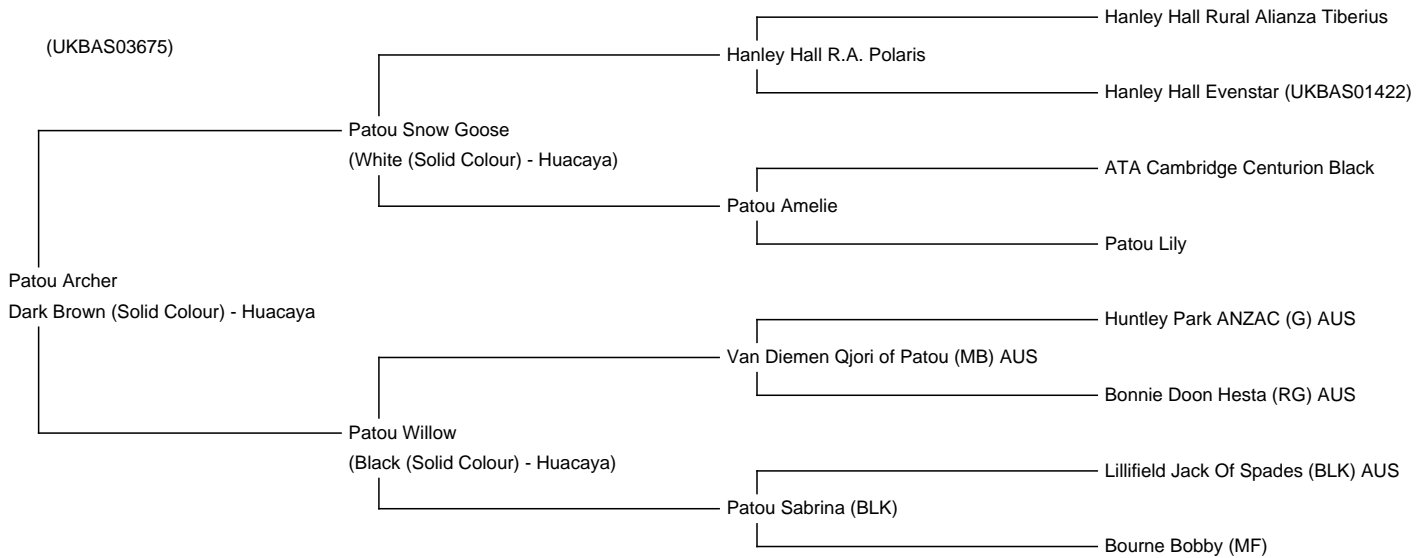 Hanley Hall Rural Alianza Tiberius
(UKBAS03675)
Hanley Hall R.A. Polaris
Hanley Hall Evenstar (UKBAS01422)
Patou Snow Goose
(White (Solid Colour) - Huacaya)
ATA Cambridge Centurion Black
Patou Amelie
Patou Lily
Patou Archer
Dark Brown (Solid Colour) - Huacaya
Huntley Park ANZAC (G) AUS
Van Diemen Qjori of Patou (MB) AUS
Bonnie Doon Hesta (RG) AUS
Patou Willow
(Black (Solid Colour) - Huacaya)
Lillifield Jack Of Spades (BLK) AUS
Patou Sabrina (BLK)
Bourne Bobby (MF)